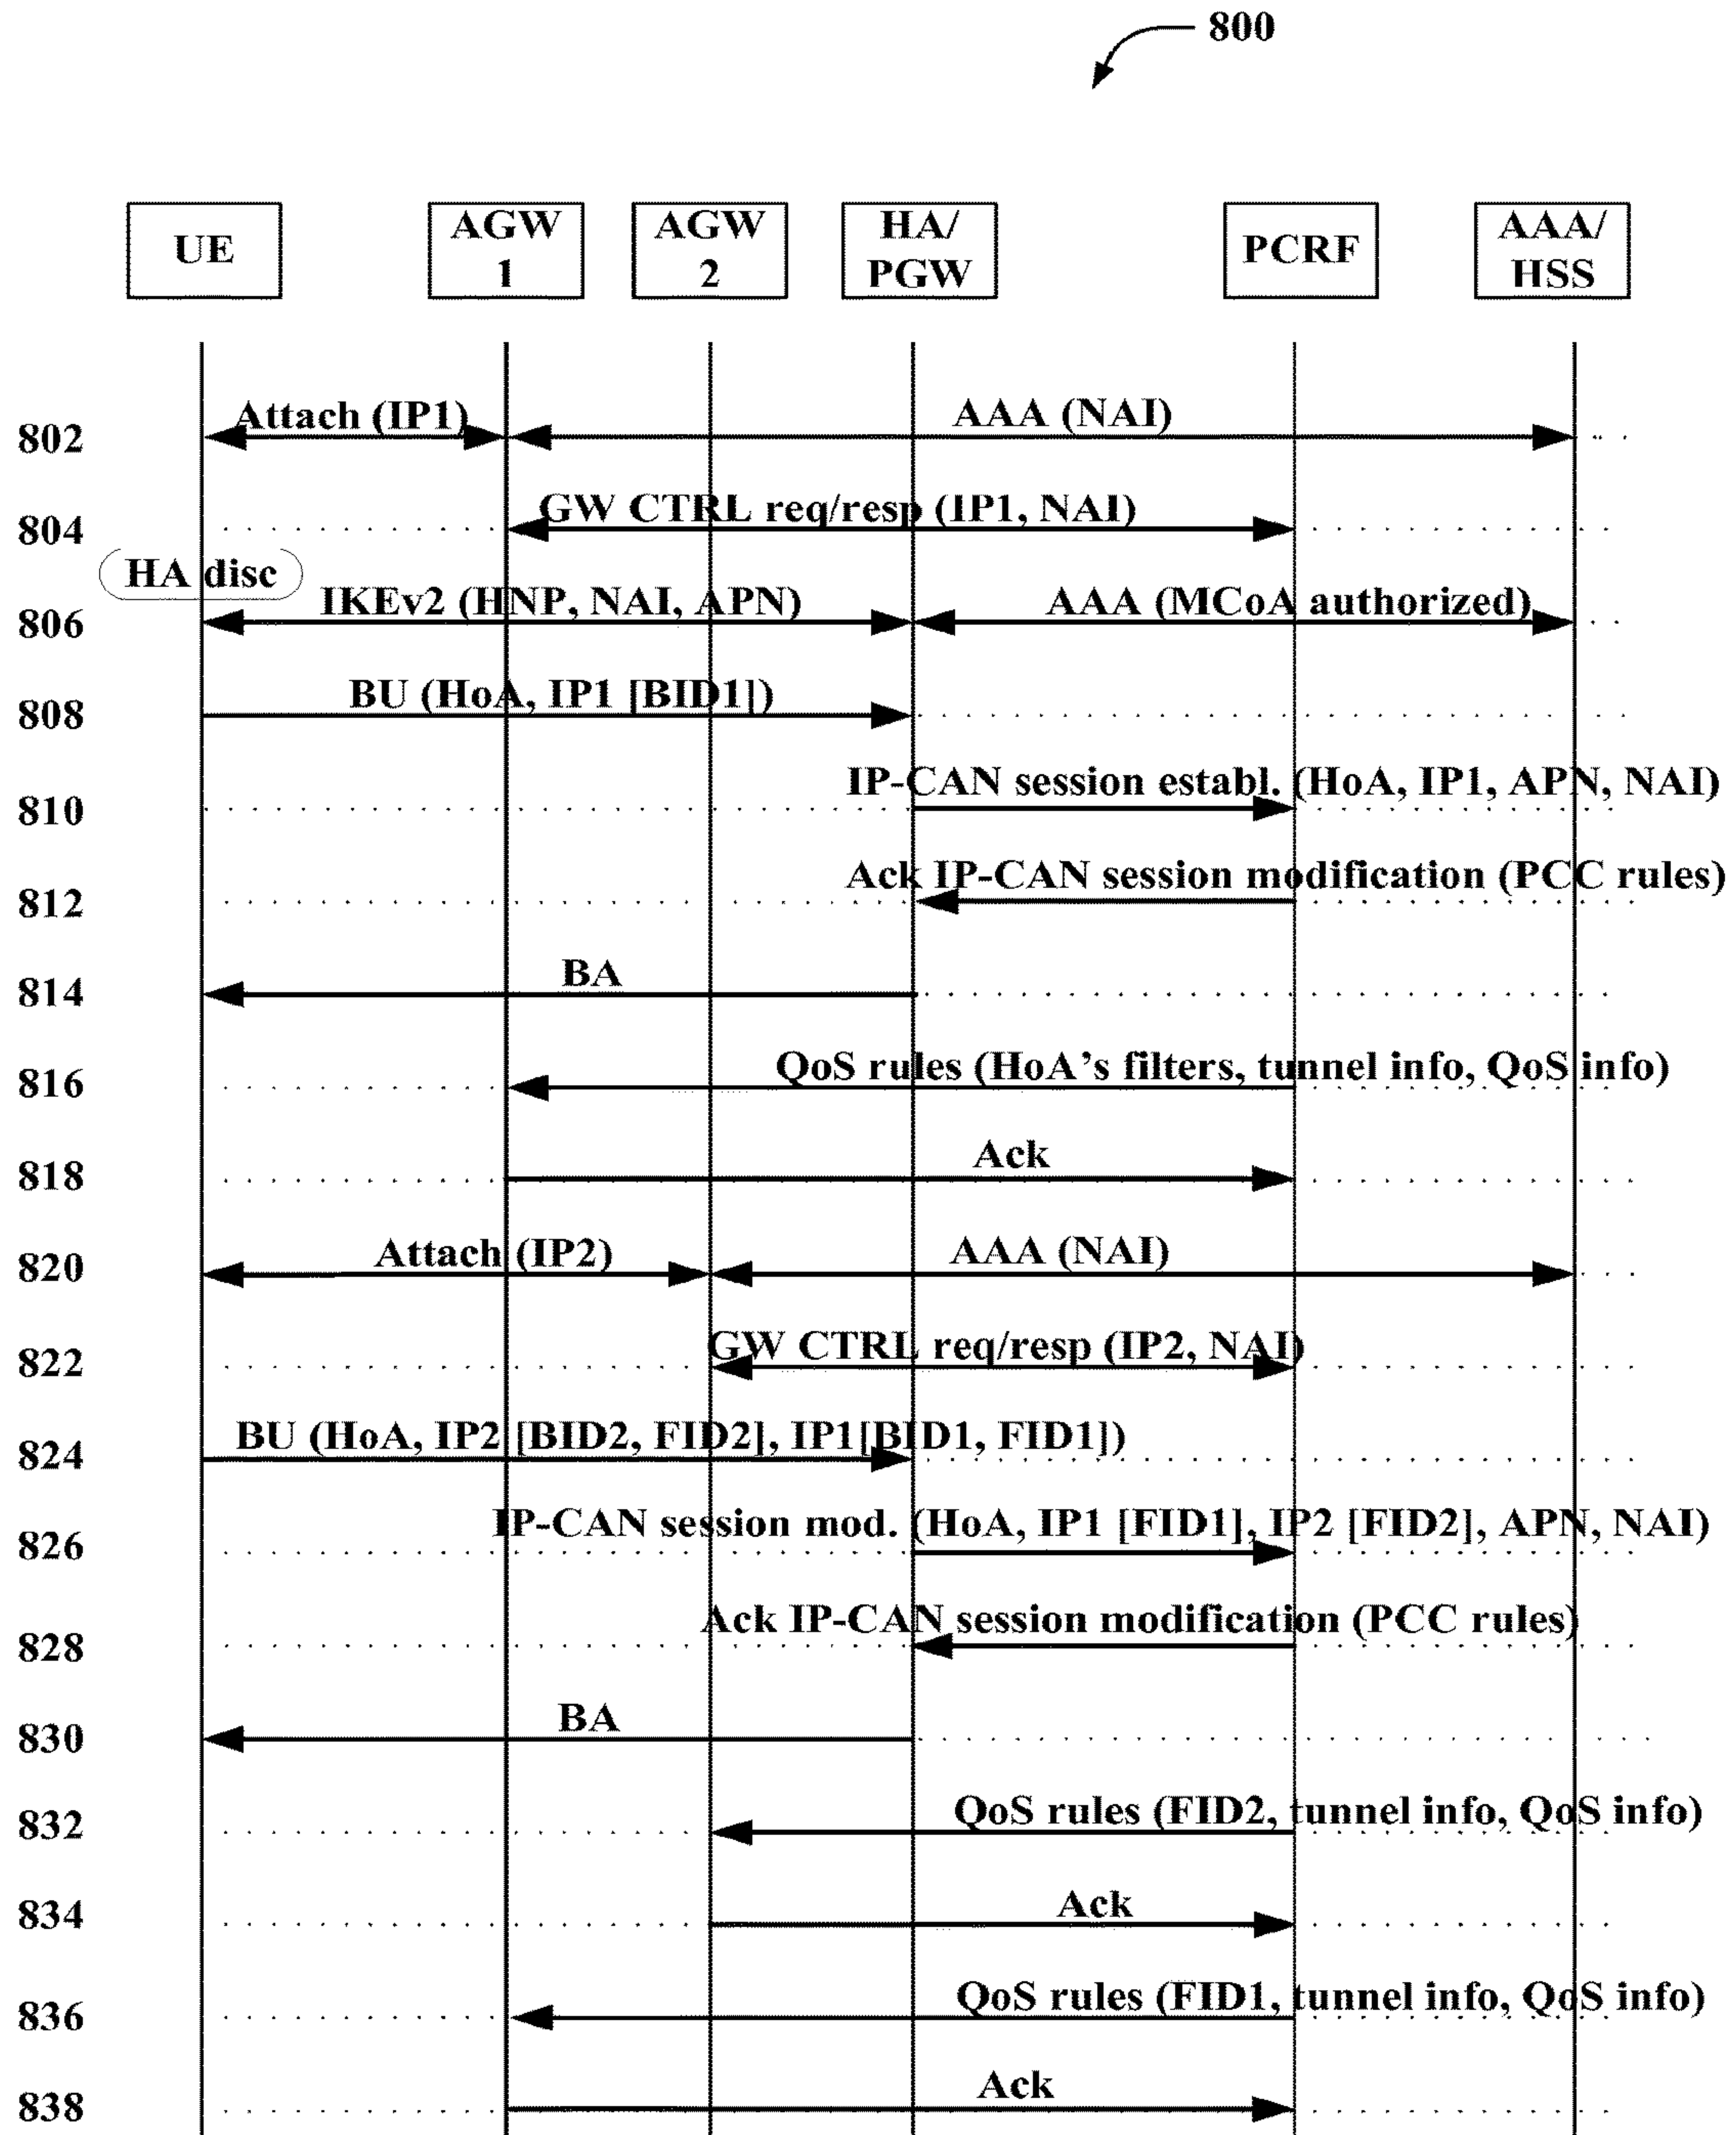 800
UE
AGW
1
AGW
2
HA/
PGW
PCRF
AAA/
HSS
802
Attach (IP1)
AAA (NAI)
804
GW CTRL req/resp (IP1, NAI)
HA disc
806
IKEv2 (HNP, NAI, APN)
AAA (MCoA authorized)
808
BU (HoA, IP1 [BID1])
810
IP-CAN session establ. (HoA, IP1, APN, NAI)
812
Ack IP-CAN session modification (PCC rules)
814
BA
816
QoS rules (HoA's filters, tunnel info, QoS info)
818
Ack
820
Attach (IP2)
AAA (NAI)
822
GW CTRL req/resp (IP2, NAI)
824
BU (HoA, IP2 [BID2, FID2], IP1[BID1, FID1])
826
IP-CAN session mod. (HoA, IP1 [FID1], IP2 [FID2], APN, NAI)
828
Ack IP-CAN session modification (PCC rules)
830
BA
832
QoS rules (FID2, tunnel info, QoS info)
834
Ack
836
QoS rules (FID1, tunnel info, QoS info)
838
Ack